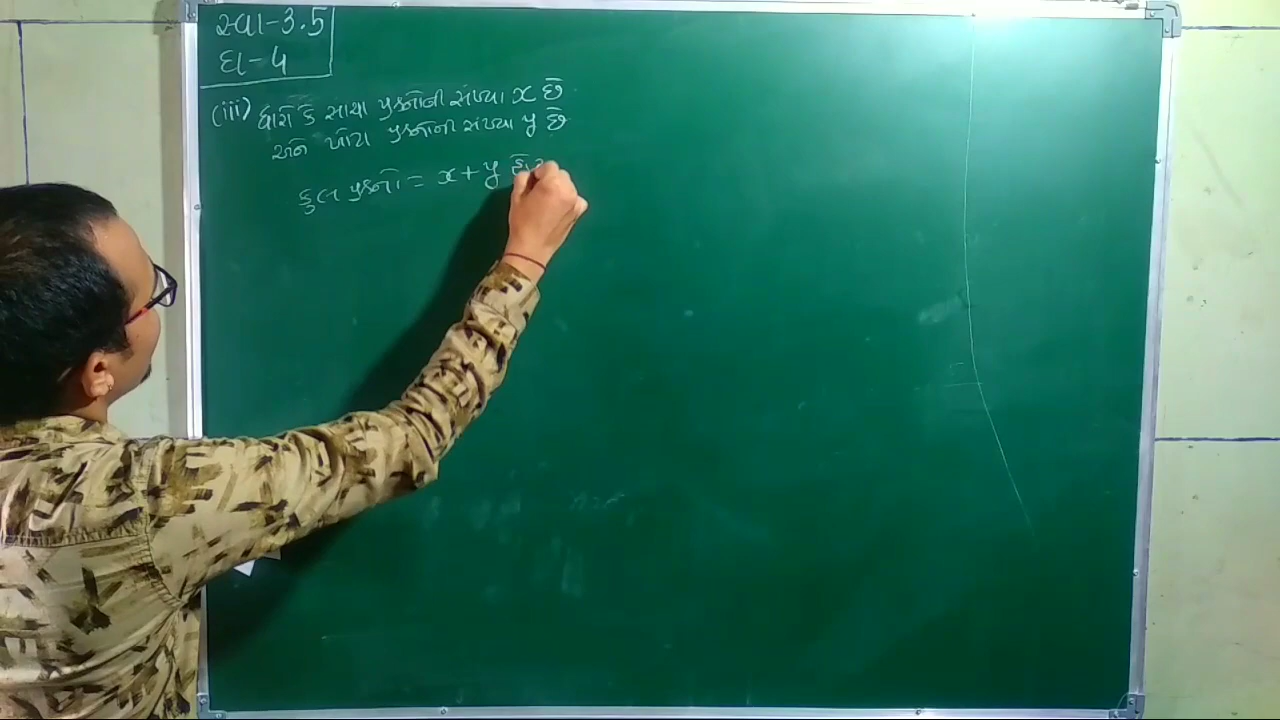 સ્વા-3.5
દા-4
(iii) ધારો કે સાચા પ્રશ્નોની સંખ્યા x છે
અને ખોટા પ્રશ્નોની સંખ્યા y છે
કુલ પ્રશ્નો = x + y